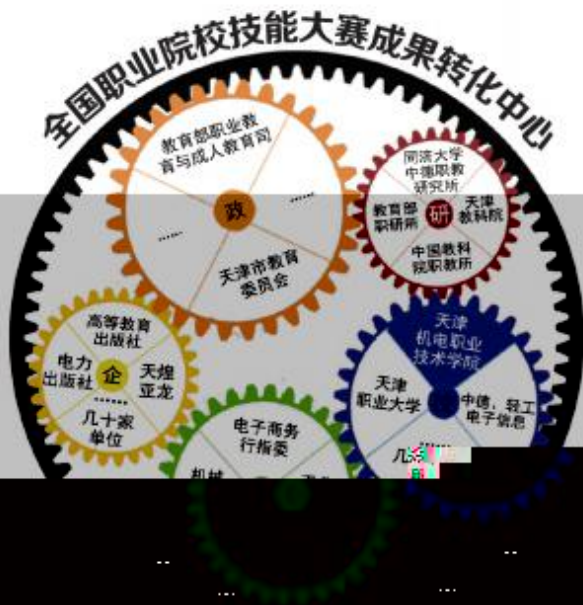 全国职业院校技能大赛成果转化中心
教育部职业教
育与成人教育司
政
……
……
天津市教育
委员会
同济大学
中德职教
研究所
教育部
职研所
研
天津
教科院
中国教科
院职教所
高等教育
出版社
电力
出版社
企
天煌
亚龙
……
几十家
单位
天津
机电职业
技术学院
天津
职业大学
中德，轻工
电子信息
……
电子商务
行指委
机械